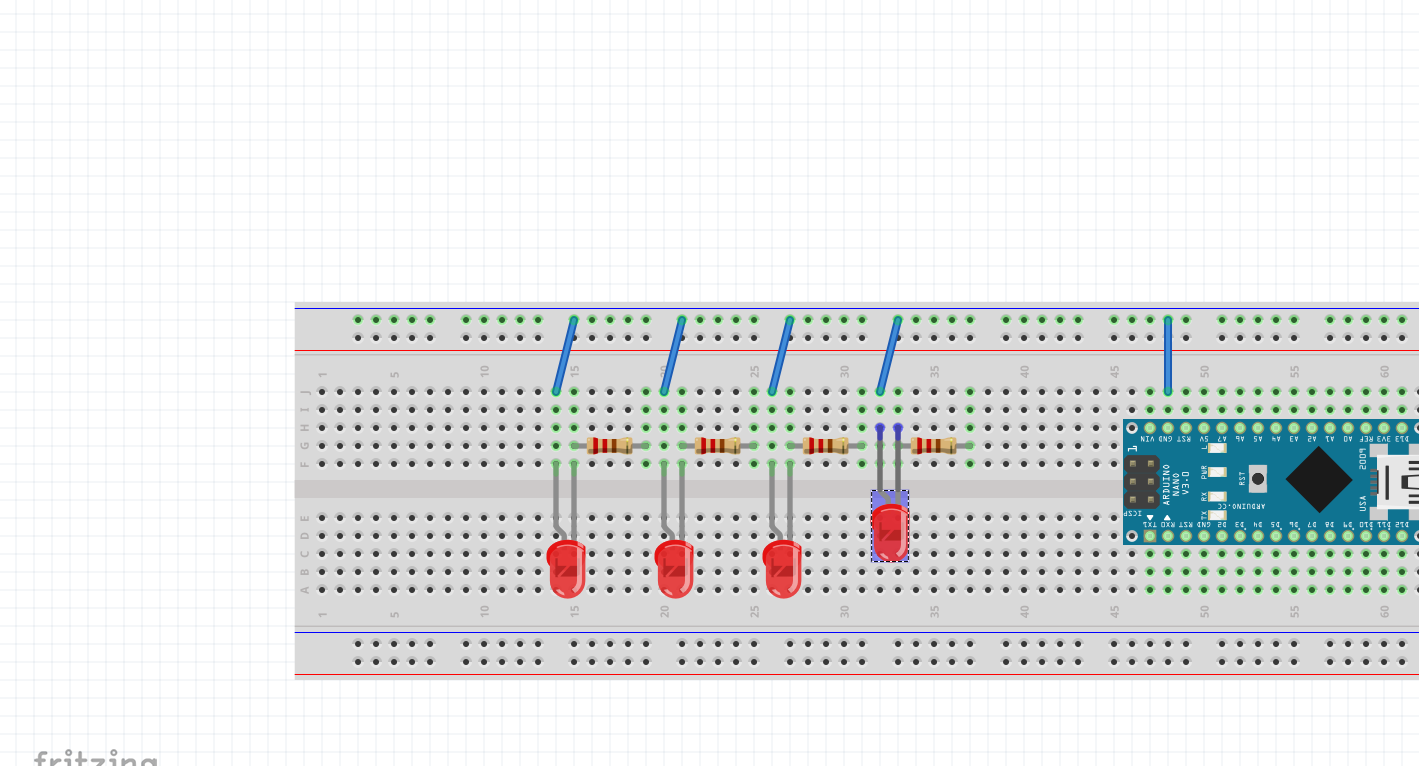 1 5 10 15 20 25 30 35 40 45 50 55 60
J
I
H
G
F
VIN GND RST 5V A7 A6 A5 A4 A3 A2 A1 A0 REF 3V3 D13
1
L
PWR
RX
TX
RST
ARDUINO
NANO
V3.0
ARDUINO.CC
ICSP
USA
TX1 RX0 RST GND D2 D3 D4 D5 D6 D7 D8 D9 D10 D11 D12
E
D
C
B
A
1 5 10 15 20 25 30 35 40 45 50 55 60
fritzing